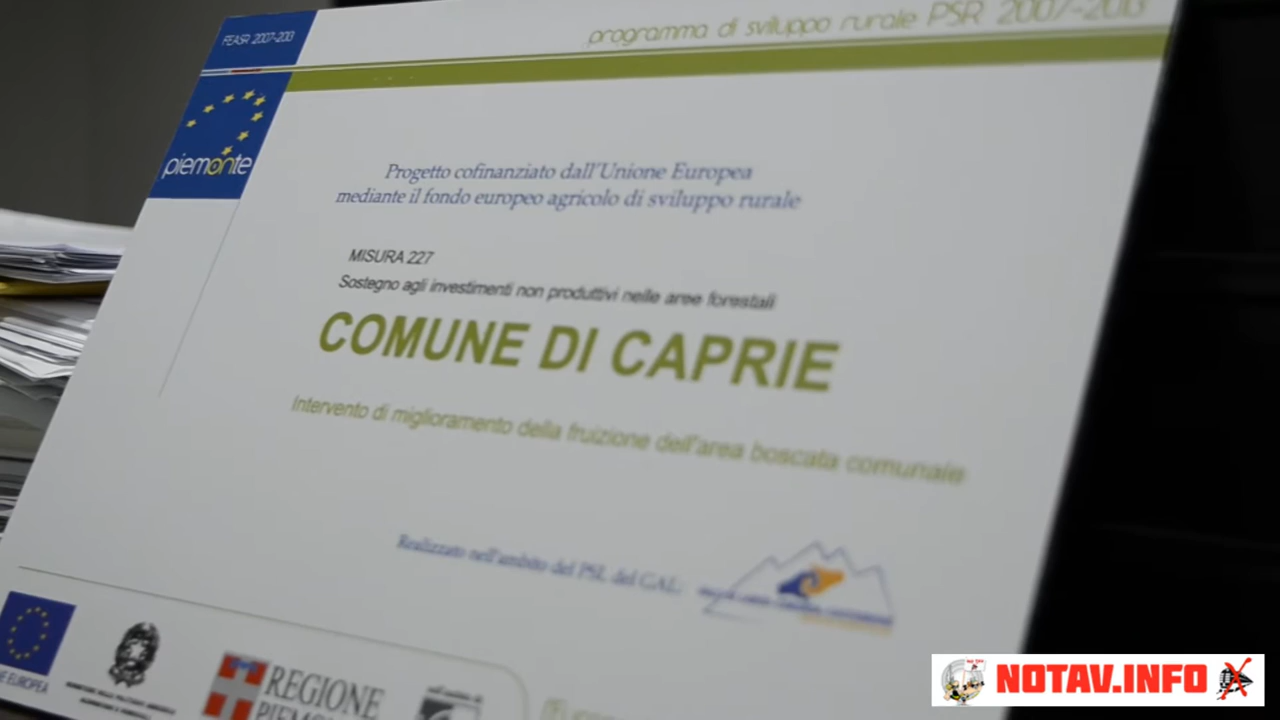 FEASR 2007-2013
programma di sviluppo rurale PSR 2007-2013
piemonte
Progetto cofinanziato dall'Unione Europea
mediante il fondo europeo agricolo di sviluppo rurale
MISURA 227
Sostegno agli investimenti non produttivi nelle aree forestali
COMUNE DI CAPRIE
Intervento di miglioramento della fruizione dell'area boscata comunale
Realizzato nell'ambito del PSL del GAL:
EUROPEA
REGIONE
NOTAV.INFO